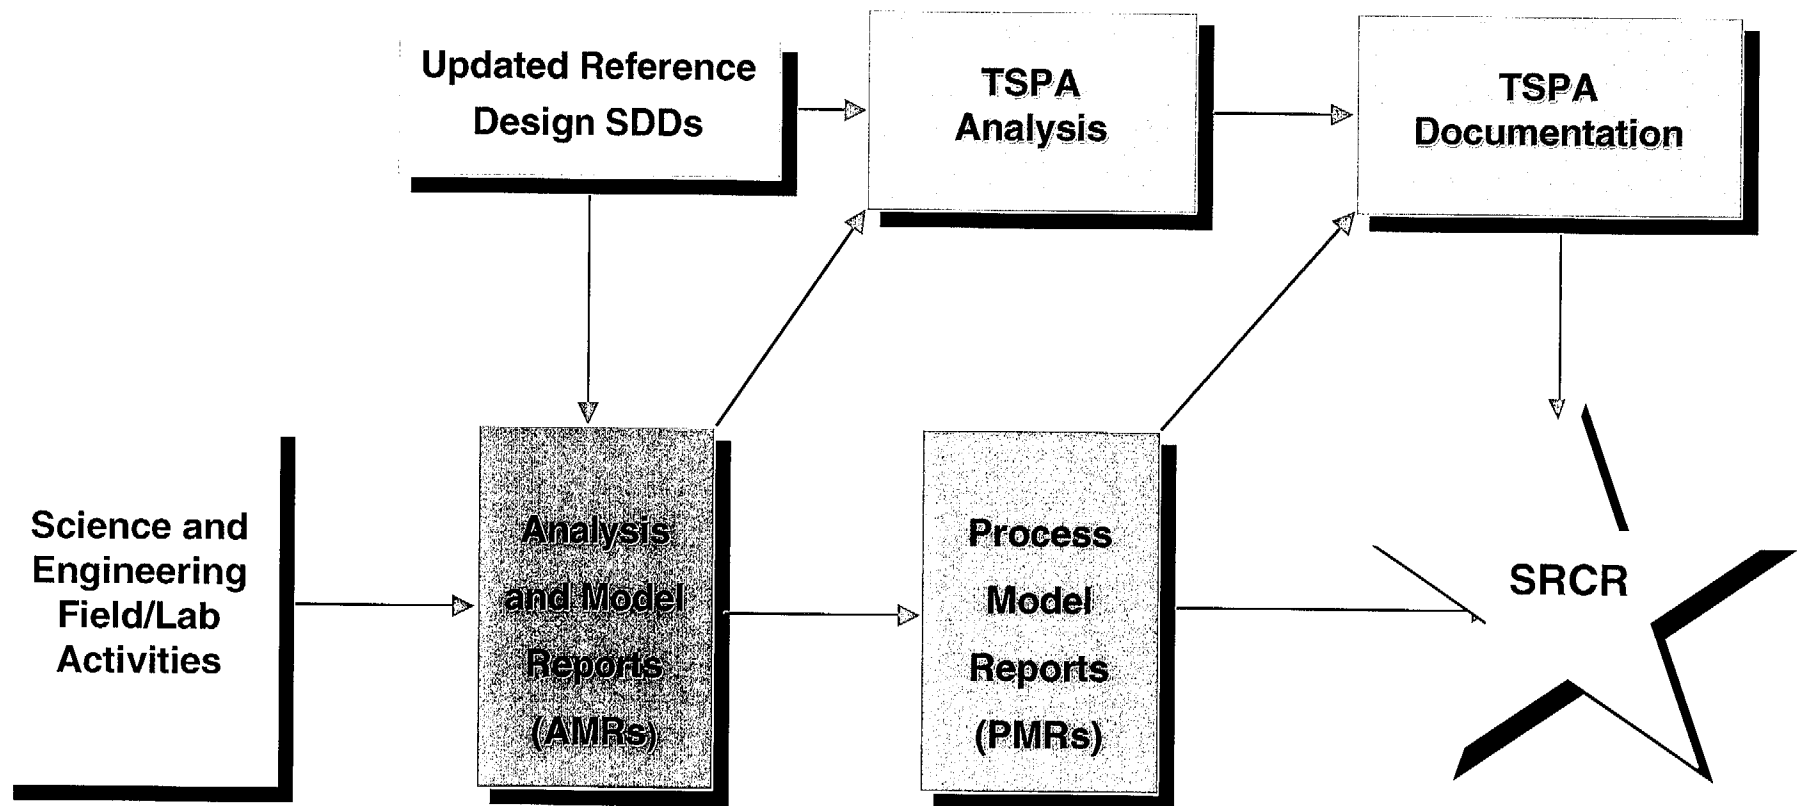 Updated Reference
Design SDDs
TSPA
Analysis
TSPA
Documentation
Science and
Engineering
Field/Lab
Activities
Analysis
and Model
Reports
(AMRs)
Process
Model
Reports
(PMRs)
SRCR